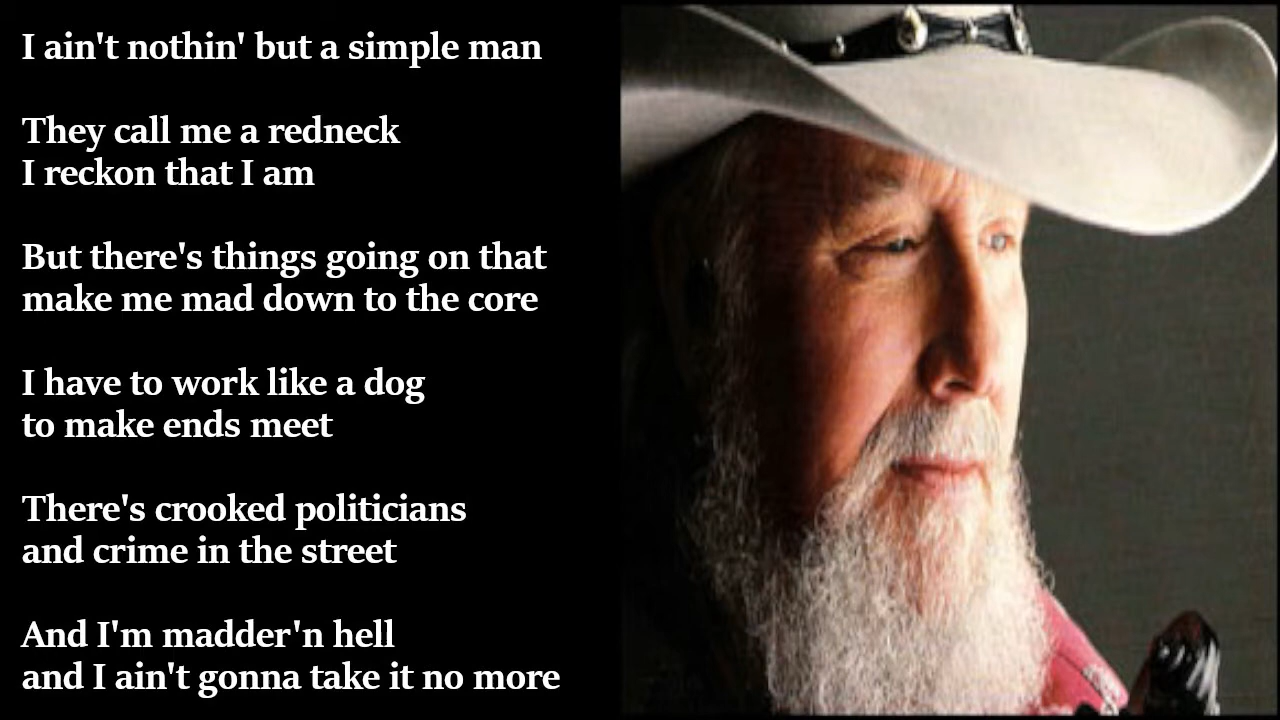 I ain't nothin' but a simple man
They call me a redneck
I reckon that I am
But there's things going on that
make me mad down to the core
I have to work like a dog
to make ends meet
There's crooked politicians
and crime in the street
And I'm madder'n hell
and I ain't gonna take it no more